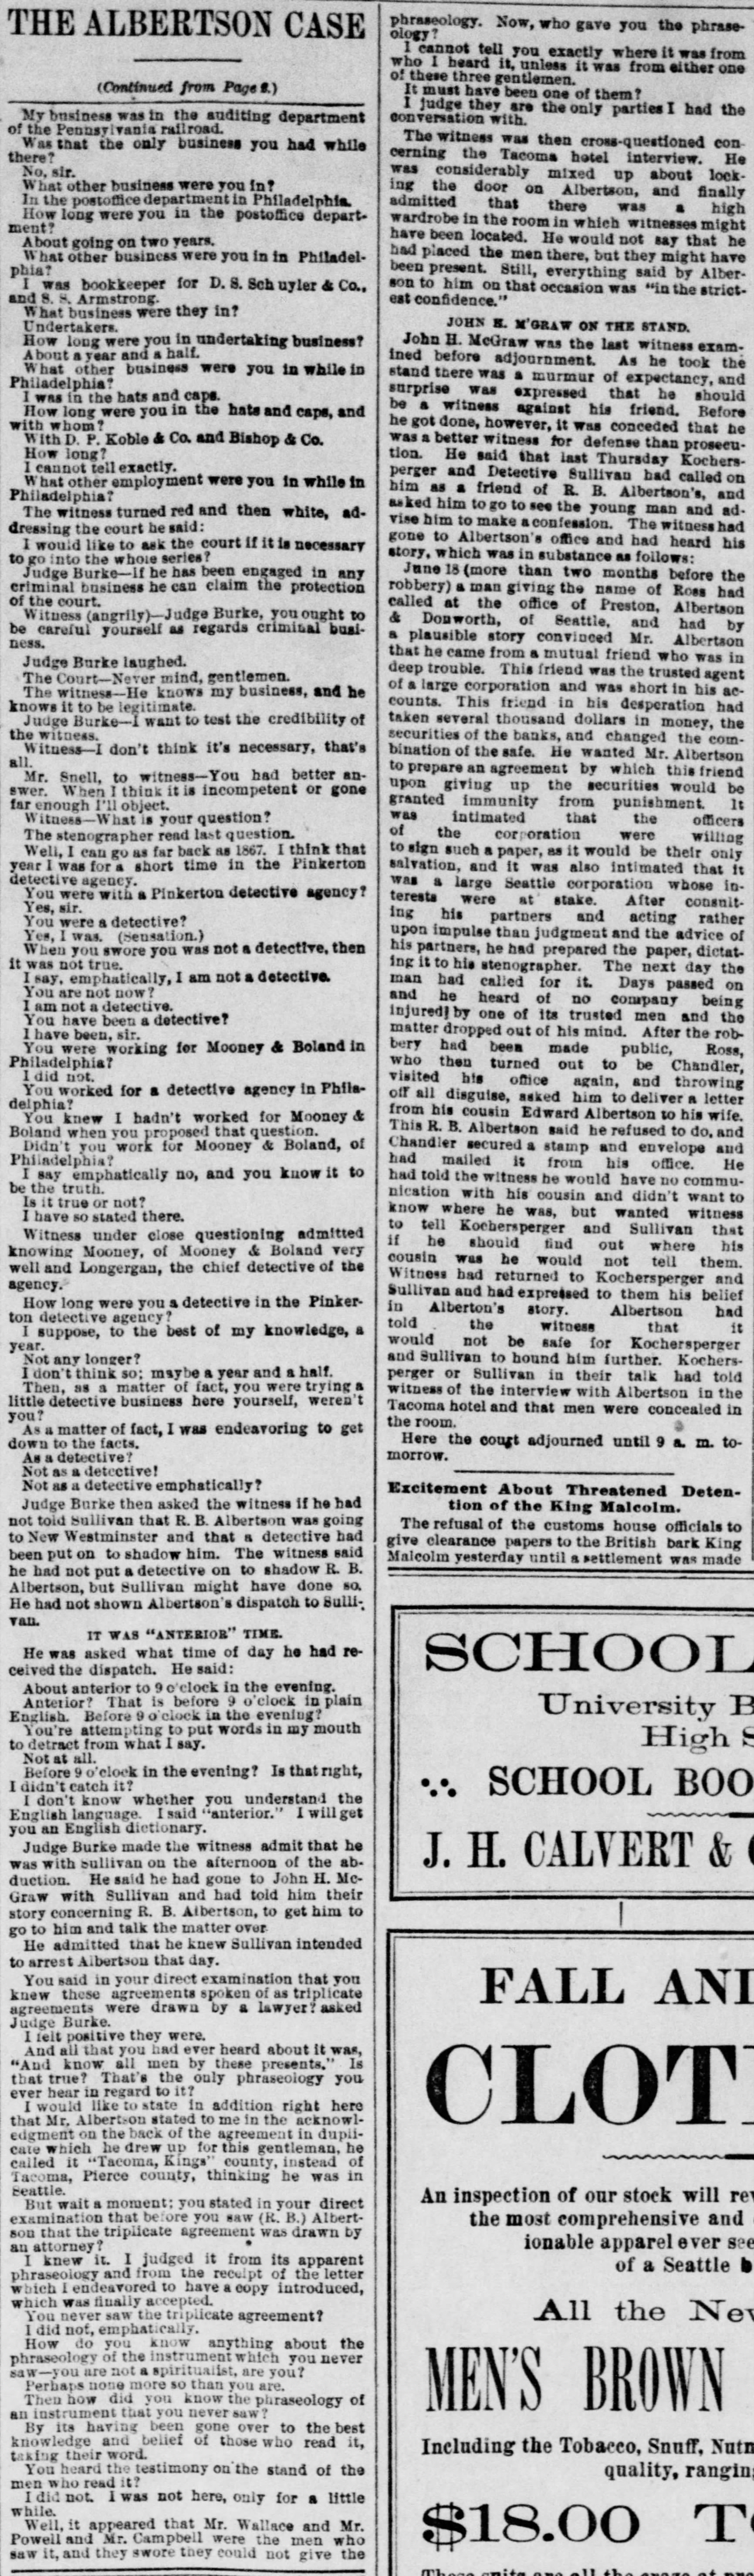 THE ALBERTSON CASE
(Continued from Page 8.)
My business was in the auditing department
of the Pennsylvania railroad.
Was that the only business you had while
there?
No, sir.
What other business were you in?
In the postoffice department in Philadelphia.
How long were you in the postoffice depart-
ment?
About going on two years.
What other business were you in in Philadel-
phia?
I was bookkeeper for D. S. Schuyler & Co.,
and S. S. Armstrong.
What business were they in?
Undertakers.
How long were you in undertaking business?
About a year and a half.
What other business were you in while in
Philadelphia?
I was in the hats and caps.
How long were you in the hats and caps, and
with whom?
With D. P. Koble & Co. and Bishop & Co.
How long?
I cannot tell exactly.
What other employment were you in while in
Philadelphia?
The witness turned red and then white, ad-
dressing the court he said:
I would like to ask the court if it is necessary
to go into the whole series?
Judge Burke—If he has been engaged in any
criminal business he can claim the protection
of the court.
Witness (angrily)—Judge Burke, you ought to
be careful yourself as regards criminal busi-
ness.
Judge Burke laughed.
The Court—Never mind, gentlemen.
The witness—He knows my business, and he
knows it to be legitimate.
Judge Burke—I want to test the credibility of
the witness.
Witness—I don't think it's necessary, that's
all.
Mr. Snell, to witness—You had better an-
swer. When I think it is incompetent or gone
far enough I'll object.
Witness—What is your question?
The stenographer read last question.
Well, I can go as far back as 1867. I think that
year I was for a short time in the Pinkerton
detective agency.
You were with a Pinkerton detective agency?
Yes, sir.
You were a detective?
Yes, I was. (Sensation.)
When you swore you was not a detective, then
it was not true.
I say, emphatically, I am not a detective.
You are not now?
I am not a detective.
You have been a detective?
I have been, sir.
You were working for Mooney & Boland in
Philadelphia?
I did not.
You worked for a detective agency in Phila-
delphia?
You knew I hadn't worked for Mooney &
Boland when you proposed that question.
Didn't you work for Mooney & Boland, of
Philadelphia?
I say emphatically no, and you know it to
be the truth.
Is it true or not?
I have so stated there.
Witness under close questioning admitted
knowing Mooney, of Mooney & Boland very
well and Longergan, the chief detective of the
agency.
How long were you a detective in the Pinker-
ton detective agency?
I suppose, to the best of my knowledge, a
year.
Not any longer?
I don't think so; maybe a year and a half.
Then, as a matter of fact, you were trying a
little detective business here yourself, weren't
you?
As a matter of fact, I was endeavoring to get
down to the facts.
As a detective?
Not as a detective!
Not as a detective emphatically?
Judge Burke then asked the witness if he had
not told Sullivan that R. B. Albertson was going
to New Westminster and that a detective had
been put on to shadow him. The witness said
he had not put a detective on to shadow R. B.
Albertson, but Sullivan might have done so.
He had not shown Albertson's dispatch to Sulli-
van.
IT WAS "ANTERIOR" TIME.
He was asked what time of day he had re-
ceived the dispatch. He said:
About anterior to 9 o'clock in the evening.
Anterior? That is before 9 o'clock in plain
English. Before 9 o'clock in the evening?
You're attempting to put words in my mouth
to detract from what I say.
Not at all.
Before 9 o'clock in the evening? Is that right,
I didn't catch it?
I don't know whether you understand the
English language. I said "anterior." I will get
you an English dictionary.
Judge Burke made the witness admit that he
was with Sullivan on the afternoon of the ab-
duction. He said he had gone to John H. Mc-
Graw with Sullivan and had told him their
story concerning R. B. Albertson, to get him to
go to him and talk the matter over.
He admitted that he knew Sullivan intended
to arrest Albertson that day.
You said in your direct examination that you
knew these agreements spoken of as triplicate
agreements were drawn by a lawyer? asked
Judge Burke.
I felt positive they were.
And all that you had ever heard about it was,
"And know all men by these presents." Is
that true? That's the only phraseology you
ever hear in regard to it?
I would like to state in addition right here
that Mr. Albertson stated to me in the acknowl-
edgment on the back of the agreement in dupli-
cate which he drew up for this gentleman, he
called it "Tacoma, Kings" county, instead of
Tacoma, Pierce county, thinking he was in
Seattle.
But wait a moment; you stated in your direct
examination that before you saw (R. B.) Albert-
son that the triplicate agreement was drawn by
an attorney?
I knew it. I judged it from its apparent
phraseology and from the receipt of the letter
which I endeavored to have a copy introduced,
which was finally accepted.
You never saw the triplicate agreement?
I did not, emphatically.
How do you know anything about the
phraseology of the instrument which you never
saw—you are not a spiritualist, are you?
Perhaps none more so than you are.
Then how did you know the phraseology of
an instrument that you never saw?
By its having been gone over to the best
knowledge and belief of those who read it,
taking their word.
You heard the testimony on the stand of the
men who read it?
I did not. I was not here, only for a little
while.
Well, it appeared that Mr. Wallace and Mr.
Powell and Mr. Campbell were the men who
saw it, and they swore they could not give the
phraseology. Now, who gave you the phrase-
ology?
I cannot tell you exactly where it was from
who I heard it, unless it was from either one
of these three gentlemen.
It must have been one of them?
I judge they are the only parties I had the
conversation with.
The witness was then cross-questioned con-
cerning the Tacoma hotel interview. He
was considerably mixed up about lock-
ing the door on Albertson, and finally
admitted that there was a high
wardrobe in the room in which witnesses might
have been located. He would not say that he
had placed the men there, but they might have
been present. Still, everything said by Alber-
son to him on that occasion was "in the strict-
est confidence."
JOHN H. M'GRAW ON THE STAND.
John H. McGraw was the last witness exam-
ined before adjournment. As he took the
stand there was a murmur of expectancy, and
surprise was expressed that he should
be a witness against his friend. Before
he got done, however, it was conceded that he
was a better witness for defense than prosecu-
tion. He said that last Thursday Kochers-
perger and Detective Sullivan had called on
him as a friend of R. B. Albertson's, and
asked him to go to see the young man and ad-
vise him to make a confession. The witness had
gone to Albertson's office and had heard his
story, which was in substance as follows:
June 18 (more than two months before the
robbery) a man giving the name of Ross had
called at the office of Preston, Albertson
& Donworth, of Seattle, and had by
a plausible story convinced Mr. Albertson
that he came from a mutual friend who was in
deep trouble. This friend was the trusted agent
of a large corporation and was short in his ac-
counts. This friend in his desperation had
taken several thousand dollars in money, the
securities of the banks, and changed the com-
bination of the safe. He wanted Mr. Albertson
to prepare an agreement by which this friend
upon giving up the securities would be
granted immunity from punishment. It
was intimated that the officers
of the corporation were willing
to sign such a paper, as it would be their only
salvation, and it was also intimated that it
was a large Seattle corporation whose in-
terests were at stake. After consult-
ing his partners and acting rather
upon impulse than judgment and the advice of
his partners, he had prepared the paper, dictat-
ing it to his stenographer. The next day the
man had called for it. Days passed on
and he heard of no company being
injured by one of its trusted men and the
matter dropped out of his mind. After the rob-
bery had been made public, Ross,
who then turned out to be Chandler,
visited his office again, and throwing
off all disguise, asked him to deliver a letter
from his cousin Edward Albertson to his wife.
This R. B. Albertson said he refused to do, and
Chandler secured a stamp and envelope and
had mailed it from his office. He
had told the witness he would have no commu-
nication with his cousin and didn't want to
know where he was, but wanted witness
to tell Kochersperger and Sullivan that
if he should find out where his
cousin was he would not tell them.
Witness had returned to Kochersperger and
Sullivan and had expressed to them his belief
in Alberton's story. Albertson had
told the witness that it
would not be safe for Kochersperger
and Sullivan to hound him further. Kochers-
perger or Sullivan in their talk had told
witness of the interview with Albertson in the
Tacoma hotel and that men were concealed in
the room.
Here the court adjourned until 9 a. m. to-
morrow.
Excitement About Threatened Deten-
tion of the King Malcolm.
The refusal of the customs house officials to
give clearance papers to the British bark King
Malcolm yesterday until a settlement was made
SCHOOL
University B
High S
SCHOOL BOO
J. H. CALVERT &
FALL AND
CLOT
An inspection of our stock will re
the most comprehensive and
ionable apparel ever see
of a Seattle
All the New
MEN'S BROWN
Including the Tobacco, Snuff, Nutm
quality, rangin
$18.00 T